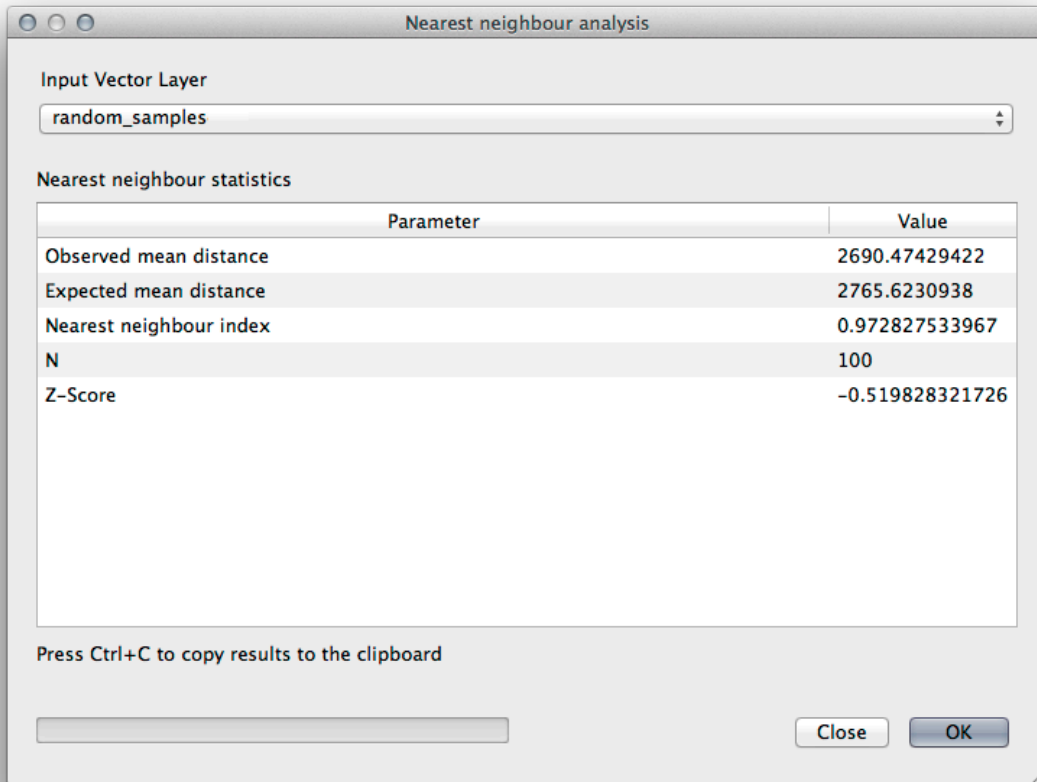 Nearest neighbour analysis
Input Vector Layer
random_samples
Nearest neighbour statistics
Parameter Value
Observed mean distance 2690.47429422
Expected mean distance 2765.6230938
Nearest neighbour index 0.972827533967
N 100
Z-Score -0.519828321726
Press Ctrl+C to copy results to the clipboard
Close OK